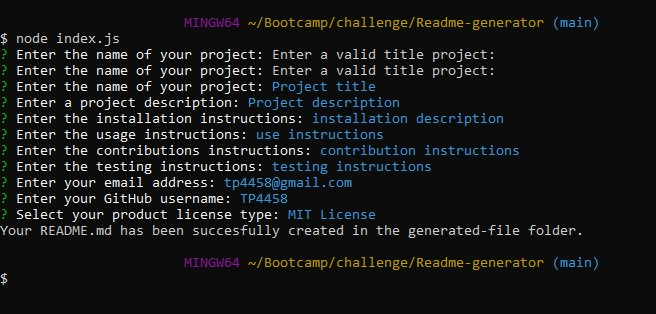 MINGW64 ~/Bootcamp/challenge/Readme-generator (main)
$ node index.js
? Enter the name of your project: Enter a valid title project:
? Enter the name of your project: Enter a valid title project:
? Enter the name of your project: Project title
? Enter a project description: Project description
? Enter the installation instructions: installation description
? Enter the usage instructions: use instructions
? Enter the contributions instructions: contribution instructions
? Enter the testing instructions: testing instructions
? Enter your email address: tp4458@gmail.com
? Enter your GitHub username: TP4458
? Select your product license type: MIT License
Your README.md has been succesfully created in the generated-file folder.
MINGW64 ~/Bootcamp/challenge/Readme-generator (main)
$